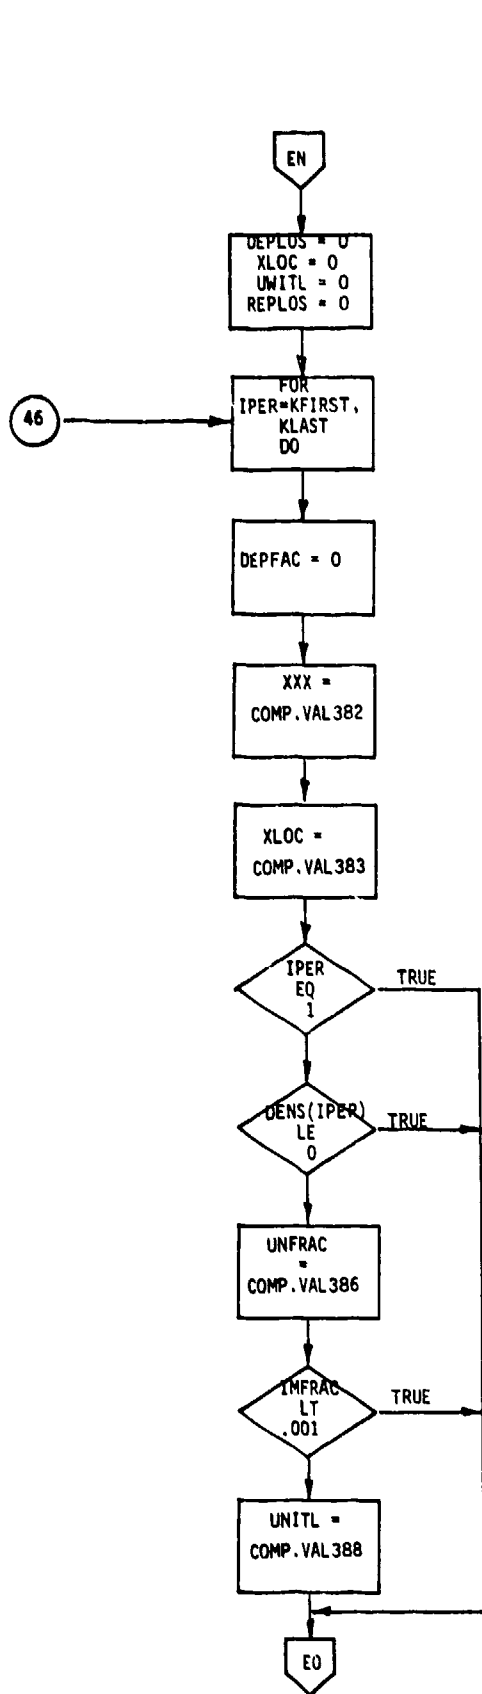 EN
DEPLOS = 0
XLOC = 0
UWITL = 0
REPLOS = 0
FOR
IPER=KFIRST,
KLAST
DO
46
DEPFAC = 0
XXX =
COMP.VAL382
XLOC =
COMP.VAL383
IPER
EQ
1
TRUE
DENS(IPER)
LE
0
TRUE
UNFRAC
=
COMP.VAL386
IMFRAC
LT
.001
TRUE
UNITL =
COMP.VAL388
EO